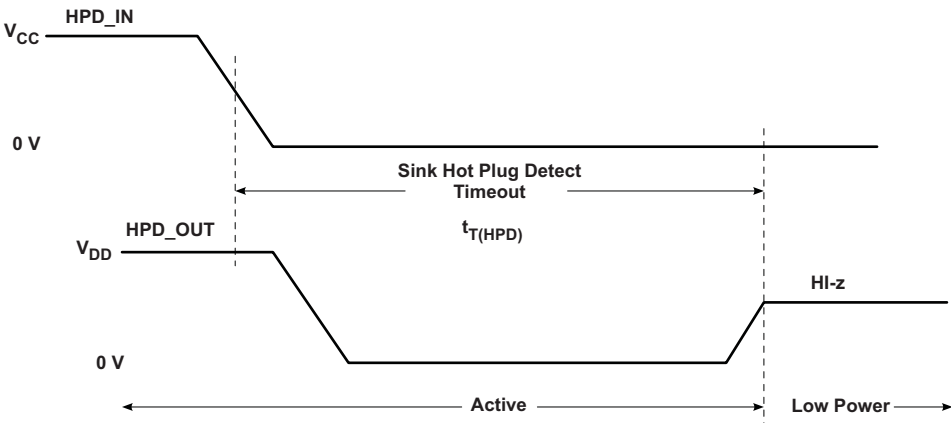 HPD_IN
VCC
0 V
Sink Hot Plug Detect
Timeout
tT(HPD)
HPD_OUT
VDD
HI-z
0 V
Active
Low Power